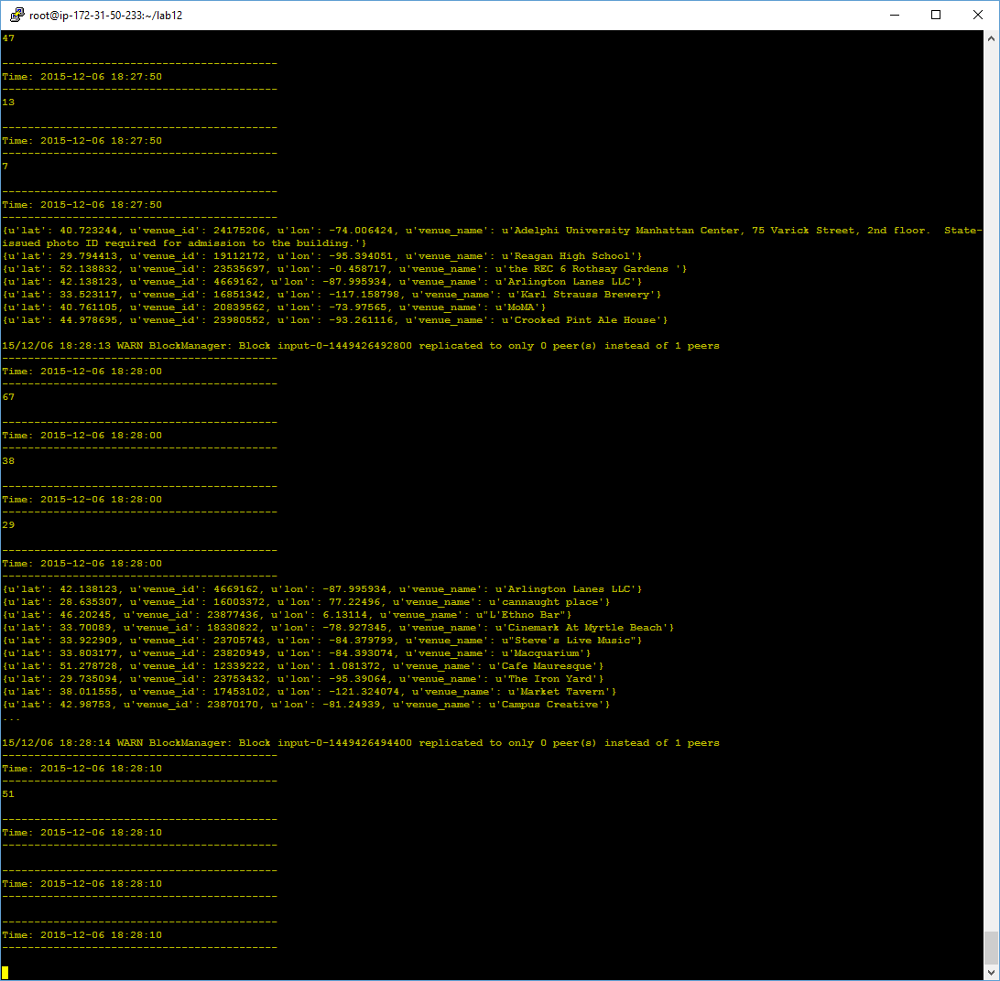 root@ip-172-31-50-233:~/lab12
47
-------------------------------------------
Time: 2015-12-06 18:27:50
-------------------------------------------
13
-------------------------------------------
Time: 2015-12-06 18:27:50
-------------------------------------------
7
-------------------------------------------
Time: 2015-12-06 18:27:50
-------------------------------------------
{u'lat': 40.723244, u'venue_id': 24175206, u'lon': -74.006424, u'venue_name': u'Adelphi University Manhattan Center, 75 Varick Street, 2nd floor.  State-
issued photo ID required for admission to the building.'}
{u'lat': 29.794413, u'venue_id': 19112172, u'lon': -95.394051, u'venue_name': u'Reagan High School'}
{u'lat': 52.138832, u'venue_id': 23535697, u'lon': -0.458717, u'venue_name': u'the REC 6 Rothsay Gardens '}
{u'lat': 42.138123, u'venue_id': 4669162, u'lon': -87.995934, u'venue_name': u'Arlington Lanes LLC'}
{u'lat': 33.523117, u'venue_id': 16851342, u'lon': -117.158798, u'venue_name': u'Karl Strauss Brewery'}
{u'lat': 40.761105, u'venue_id': 20839562, u'lon': -73.97565, u'venue_name': u'MoMA'}
{u'lat': 44.978695, u'venue_id': 23980552, u'lon': -93.261116, u'venue_name': u'Crooked Pint Ale House'}
15/12/06 18:28:13 WARN BlockManager: Block input-0-1449426492800 replicated to only 0 peer(s) instead of 1 peers
-------------------------------------------
Time: 2015-12-06 18:28:00
-------------------------------------------
67
-------------------------------------------
Time: 2015-12-06 18:28:00
-------------------------------------------
38
-------------------------------------------
Time: 2015-12-06 18:28:00
-------------------------------------------
29
-------------------------------------------
Time: 2015-12-06 18:28:00
-------------------------------------------
{u'lat': 42.138123, u'venue_id': 4669162, u'lon': -87.995934, u'venue_name': u'Arlington Lanes LLC'}
{u'lat': 28.635307, u'venue_id': 16003372, u'lon': 77.22496, u'venue_name': u'cannaught place'}
{u'lat': 46.20245, u'venue_id': 23877436, u'lon': 6.13114, u'venue_name': u"L'Ethno Bar"}
{u'lat': 33.70089, u'venue_id': 18330822, u'lon': -78.927345, u'venue_name': u'Cinemark At Myrtle Beach'}
{u'lat': 33.922909, u'venue_id': 23705743, u'lon': -84.379799, u'venue_name': u"Steve's Live Music"}
{u'lat': 33.803177, u'venue_id': 23820949, u'lon': -84.393074, u'venue_name': u'Macquarium'}
{u'lat': 51.278728, u'venue_id': 12339222, u'lon': 1.081372, u'venue_name': u'Cafe Mauresque'}
{u'lat': 29.735094, u'venue_id': 23753432, u'lon': -95.39064, u'venue_name': u'The Iron Yard'}
{u'lat': 38.011555, u'venue_id': 17453102, u'lon': -121.324074, u'venue_name': u'Market Tavern'}
{u'lat': 42.98753, u'venue_id': 23870170, u'lon': -81.24939, u'venue_name': u'Campus Creative'}
...
15/12/06 18:28:14 WARN BlockManager: Block input-0-1449426494400 replicated to only 0 peer(s) instead of 1 peers
-------------------------------------------
Time: 2015-12-06 18:28:10
-------------------------------------------
51
-------------------------------------------
Time: 2015-12-06 18:28:10
-------------------------------------------
-------------------------------------------
Time: 2015-12-06 18:28:10
-------------------------------------------
-------------------------------------------
Time: 2015-12-06 18:28:10
-------------------------------------------